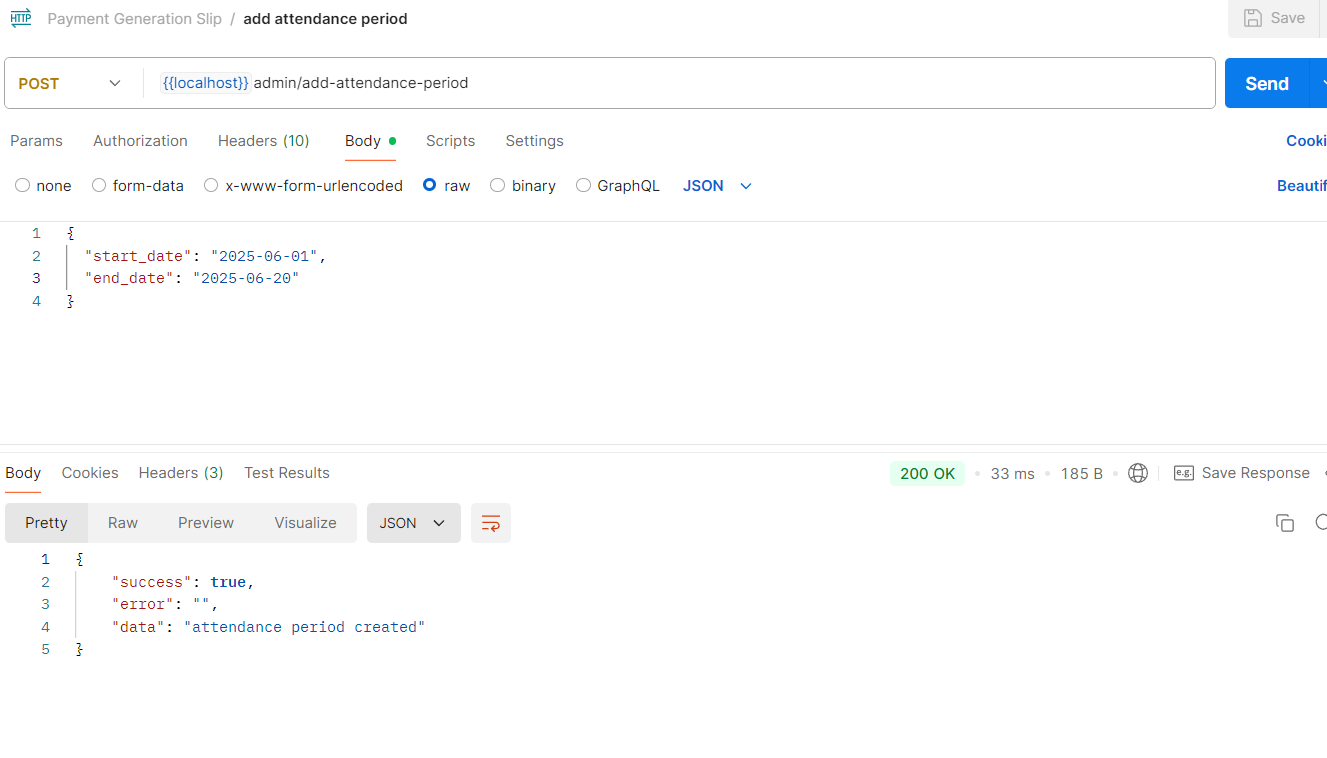 HTTP Payment Generation Slip / add attendance period Save
POST {{localhost}} admin/add-attendance-period Send
Params Authorization Headers (10) Body Scripts Settings Cooki
none form-data x-www-form-urlencoded raw binary GraphQL JSON Beautif
1 {
2 "start_date": "2025-06-01",
3 "end_date": "2025-06-20"
4 }
Body Cookies Headers (3) Test Results 200 OK 33 ms 185 B e.g. Save Response
Pretty Raw Preview Visualize JSON
1 {
2 "success": true,
3 "error": "",
4 "data": "attendance period created"
5 }